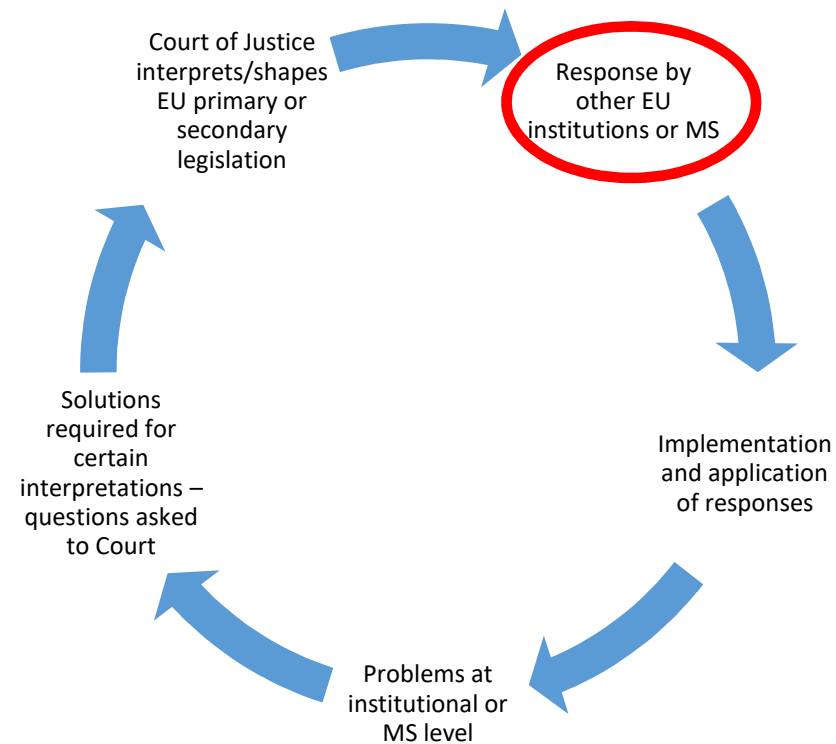 Court of Justice
interprets/shapes
EU primary or
secondary
legislation
Response by
other EU
institutions or MS
Implementation
and application
of responses
Problems at
institutional or
MS level
Solutions
required for
certain
interpretations –
questions asked
to Court